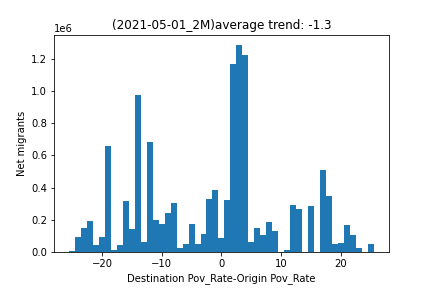 (2021-05-01_2M)average trend: -1.3
1e6
1.2
1.0
0.8
0.6
0.4
0.2
0.0
Net migrants
−20 −10 0 10 20
Destination Pov_Rate-Origin Pov_Rate